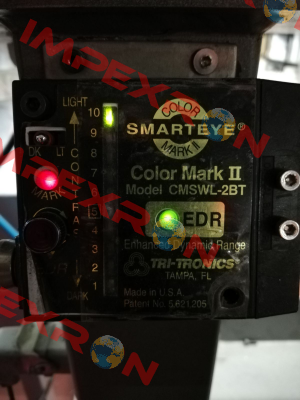 LIGHT
COLOR
MARK II
SMARTEYE®
DK LT
MARK
CONTRAST
10
9
8
7
6
5
4
3
2
1
DARK
Color Mark II
Model CMSWL-2BT
EDR
Enhanced Dynamic Range
TRI-TRONICS®
TAMPA, FL
Made in U.S.A.
Patent No. 5,621,205
IMPEXRON
IMPEXRON
IMPEXRON